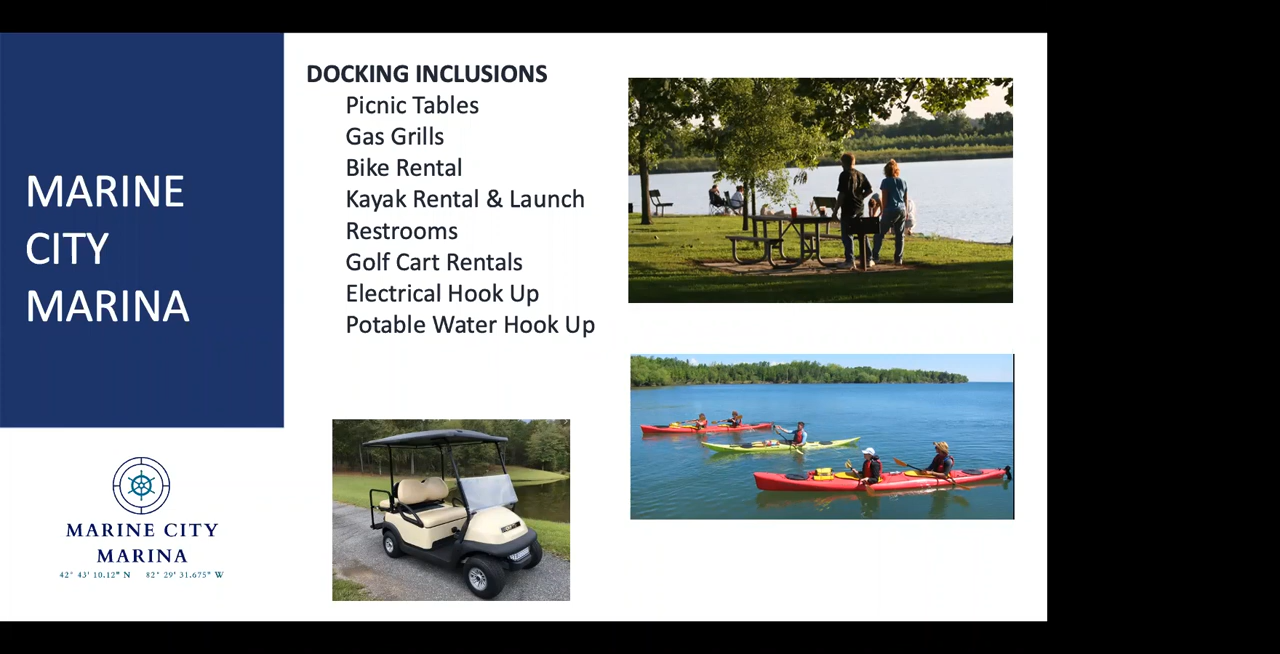 MARINE
CITY
MARINA
DOCKING INCLUSIONS
Picnic Tables
Gas Grills
Bike Rental
Kayak Rental & Launch
Restrooms
Golf Cart Rentals
Electrical Hook Up
Potable Water Hook Up
MARINE CITY
MARINA
42° 43' 10.12" N 82° 29' 31.675" W